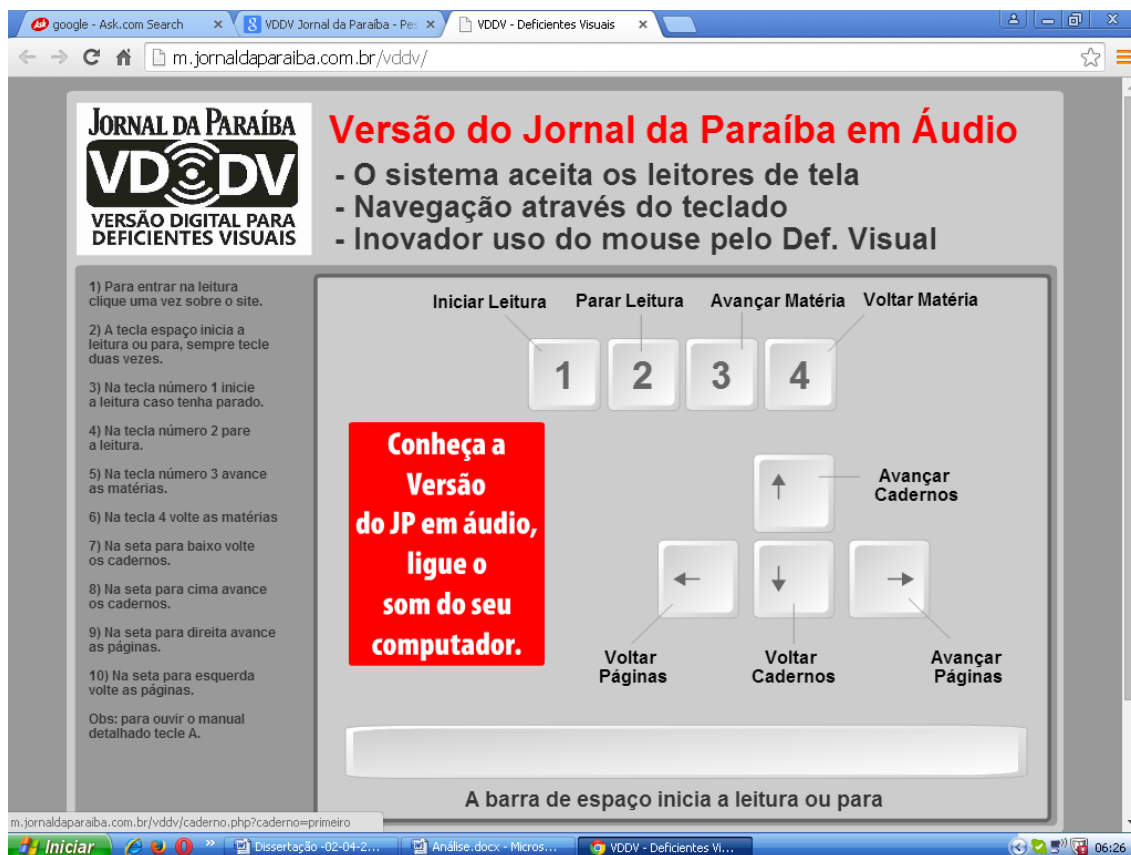 google - Ask.com Search
VDDV Jornal da Paraíba - Pes
VDDV - Deficientes Visuais
m.jornaldaparaiba.com.br/vddv/
JORNAL DA PARAÍBA
VDDV
VERSÃO DIGITAL PARA
DEFICIENTES VISUAIS
Versão do Jornal da Paraíba em Áudio
- O sistema aceita os leitores de tela
- Navegação através do teclado
- Inovador uso do mouse pelo Def. Visual
1) Para entrar na leitura
clique uma vez sobre o site.
2) A tecla espaço inicia a
leitura ou para, sempre tecle
duas vezes.
3) Na tecla número 1 inicie
a leitura caso tenha parado.
4) Na tecla número 2 pare
a leitura.
5) Na tecla número 3 avance
as matérias.
6) Na tecla 4 volte as matérias
7) Na seta para baixo volte
os cadernos.
8) Na seta para cima avance
os cadernos.
9) Na seta para direita avance
as páginas.
10) Na seta para esquerda
volte as páginas.
Obs: para ouvir o manual
detalhado tecle A.
Iniciar Leitura Parar Leitura Avançar Matéria Voltar Matéria
1 2 3 4
Conheça a
Versão
do JP em áudio,
ligue o
som do seu
computador.
Avançar
Cadernos
Voltar
Páginas
Voltar
Cadernos
Avançar
Páginas
A barra de espaço inicia a leitura ou para
m.jornaldaparaiba.com.br/vddv/caderno.php?caderno=primeiro
Iniciar
Dissertação -02-04-2...
Análise.docx - Micros...
VDDV - Deficientes Vi...
06:26